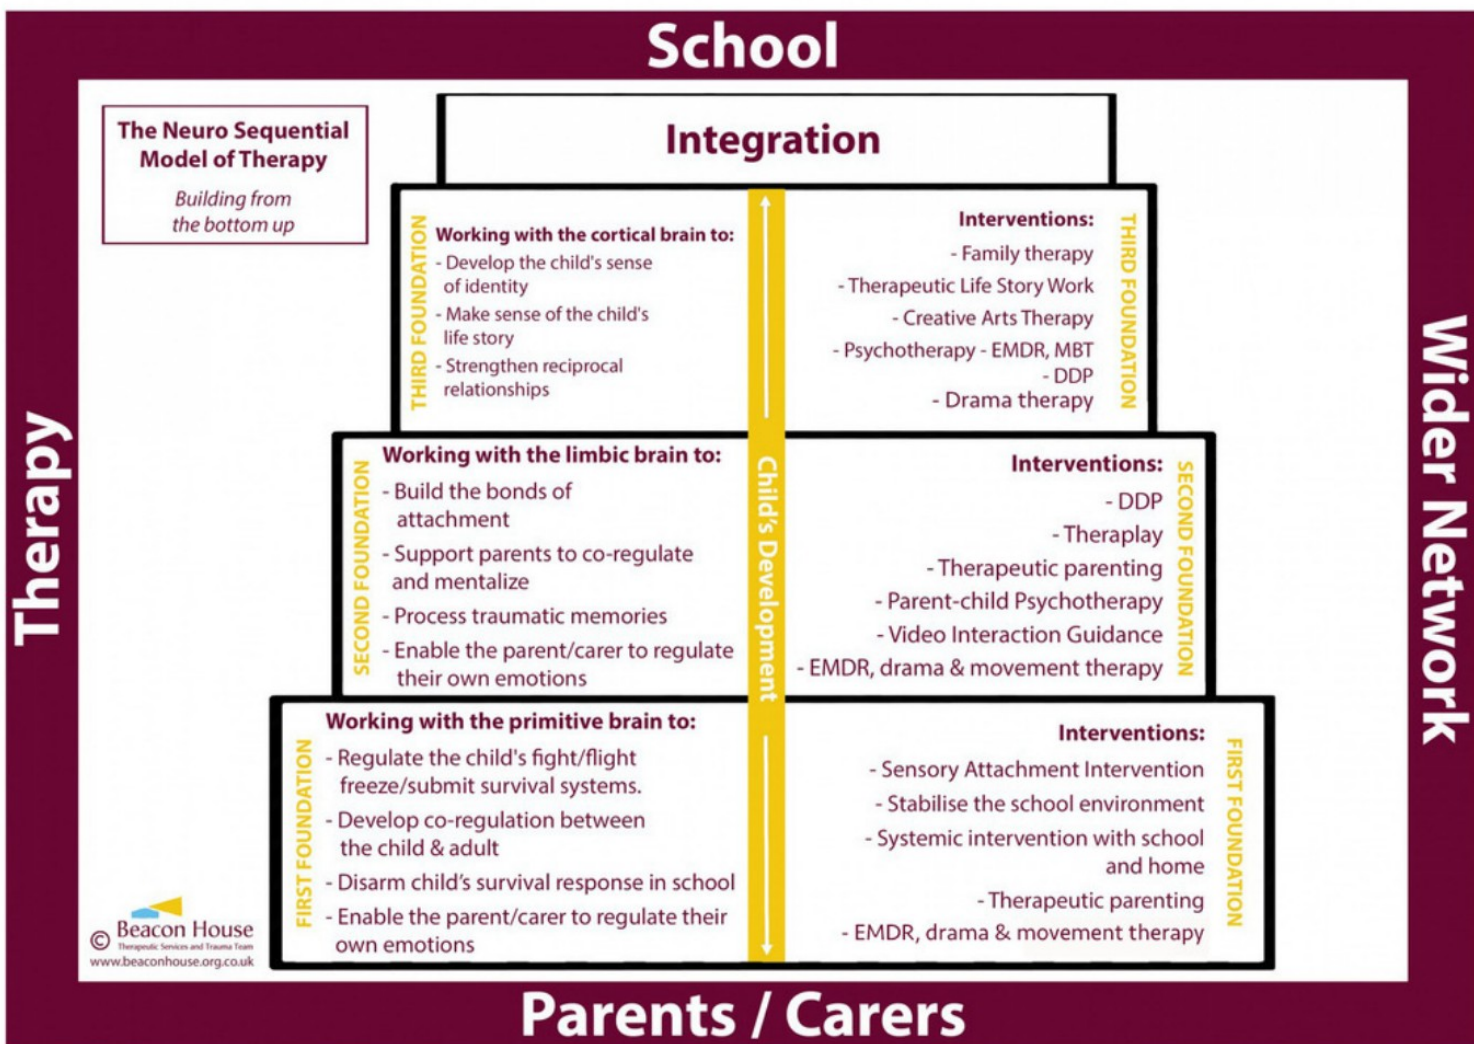 School
The Neuro Sequential
Model of Therapy
Building from
the bottom up
Integration
THIRD FOUNDATION
Working with the cortical brain to:
- Develop the child's sense
of identity
- Make sense of the child's
life story
- Strengthen reciprocal
relationships
Interventions:
- Family therapy
- Therapeutic Life Story Work
- Creative Arts Therapy
- Psychotherapy - EMDR, MBT
- DDP
- Drama therapy
THIRD FOUNDATION
Child's Development
SECOND FOUNDATION
Working with the limbic brain to:
- Build the bonds of
attachment
- Support parents to co-regulate
and mentalize
- Process traumatic memories
- Enable the parent/carer to regulate
their own emotions
Interventions:
- DDP
- Theraplay
- Therapeutic parenting
- Parent-child Psychotherapy
- Video Interaction Guidance
- EMDR, drama & movement therapy
SECOND FOUNDATION
FIRST FOUNDATION
Working with the primitive brain to:
- Regulate the child's fight/flight
freeze/submit survival systems.
- Develop co-regulation between
the child & adult
- Disarm child's survival response in school
- Enable the parent/carer to regulate their
own emotions
Interventions:
- Sensory Attachment Intervention
- Stabilise the school environment
- Systemic intervention with school
and home
- Therapeutic parenting
- EMDR, drama & movement therapy
FIRST FOUNDATION
Therapy
Wider Network
© Beacon House
Therapeutic Services and Trauma Team
www.beaconhouse.org.co.uk
Parents / Carers